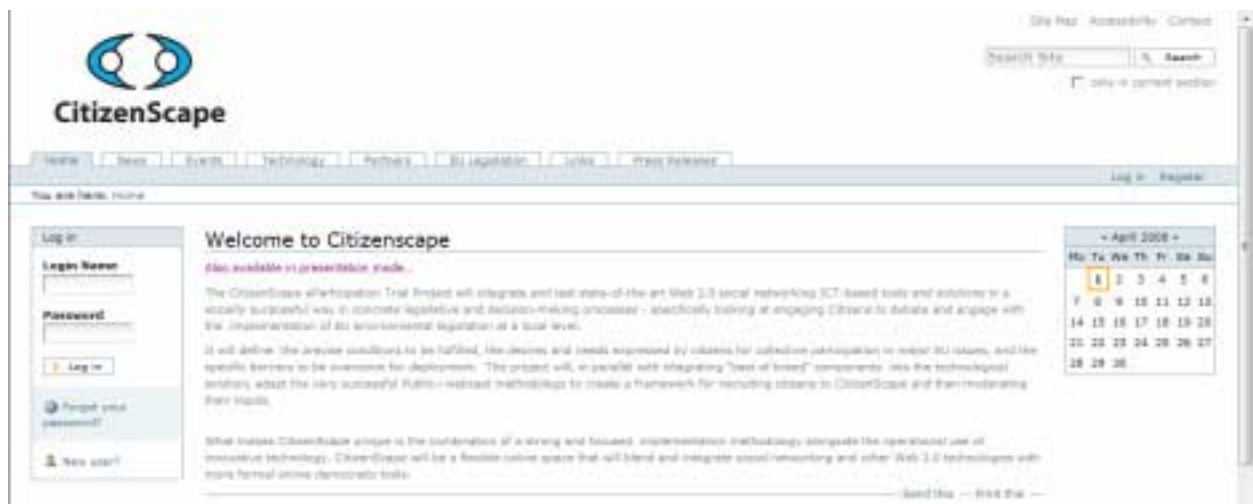 Site Map Accessibility Contact
Search Site Search
only in current section
CitizenScape
Home News Events Technology Partners EU Legislation Links Press Releases
Log in Register
You are here: Home
Log in
Login Name
Password
Log in
Forgot your
password?
New user?
Welcome to Citizenscape
Also available in presentation mode...
The CitizenScape eParticipation Trial Project will integrate and test state-of-the-art Web 2.0 social networking ICT-based tools and solutions in a
socially purposeful way in concrete legislative and decision-making processes - specifically looking at engaging Citizens to debate and engage with
the implementation of EU environmental legislation at a local level.
It will define the precise conditions to be fulfilled, the desires and needs expressed by citizens for collective participation in major EU issues, and the
specific barriers to be overcome for deployment. The project will, in parallel with integrating "best of breed" components into the technological
solution, adapt the very successful Public-i webcast methodology to create a framework for recruiting citizens to CitizenScape and then moderating
their inputs.
What makes CitizenScape unique is the combination of a strong and focused implementation methodology alongside the operational use of
innovative technology. CitizenScape will be a flexible online space that will blend and integrate social networking and other Web 2.0 technologies with
more formal online democratic tools.
Send this — Print this —
« April 2008 »
Mo Tu We Th Fr Sa Su
1 2 3 4 5 6
7 8 9 10 11 12 13
14 15 16 17 18 19 20
21 22 23 24 25 26 27
28 29 30